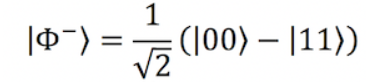 |Φ⁻⟩ = 1/√2 (|00⟩ − |11⟩)